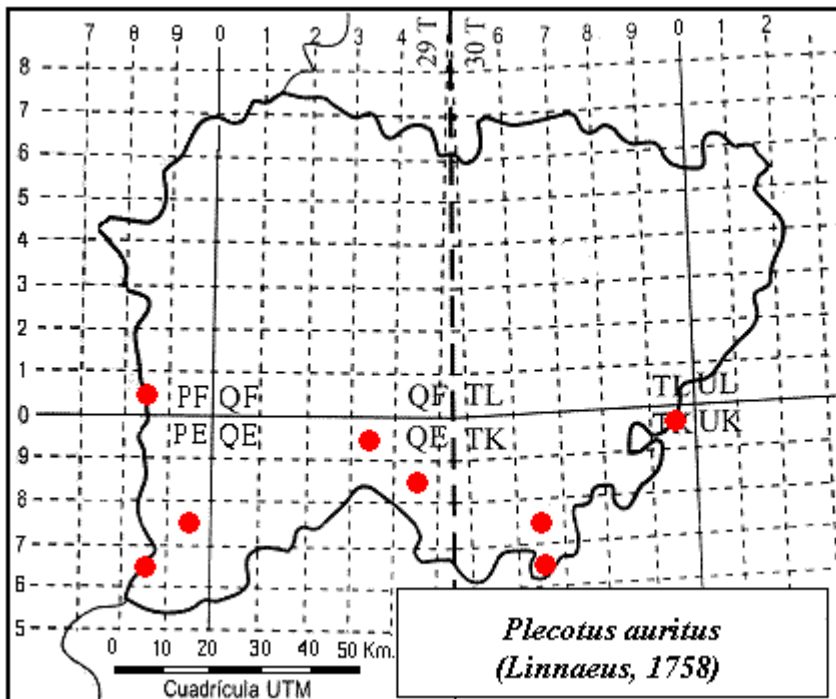 7 8 9 0 1 2 3 4 29 T 30 T 6 7 8 9 0 1 2
8
7
6
5
4
3
2
1
PF QF QF TL TL UL
0
PE QE QE TK TK UK
9
8
7
6
5
0 10 20 30 40 50 Km.
Cuadrícula UTM
Plecotus auritus
(Linnaeus, 1758)